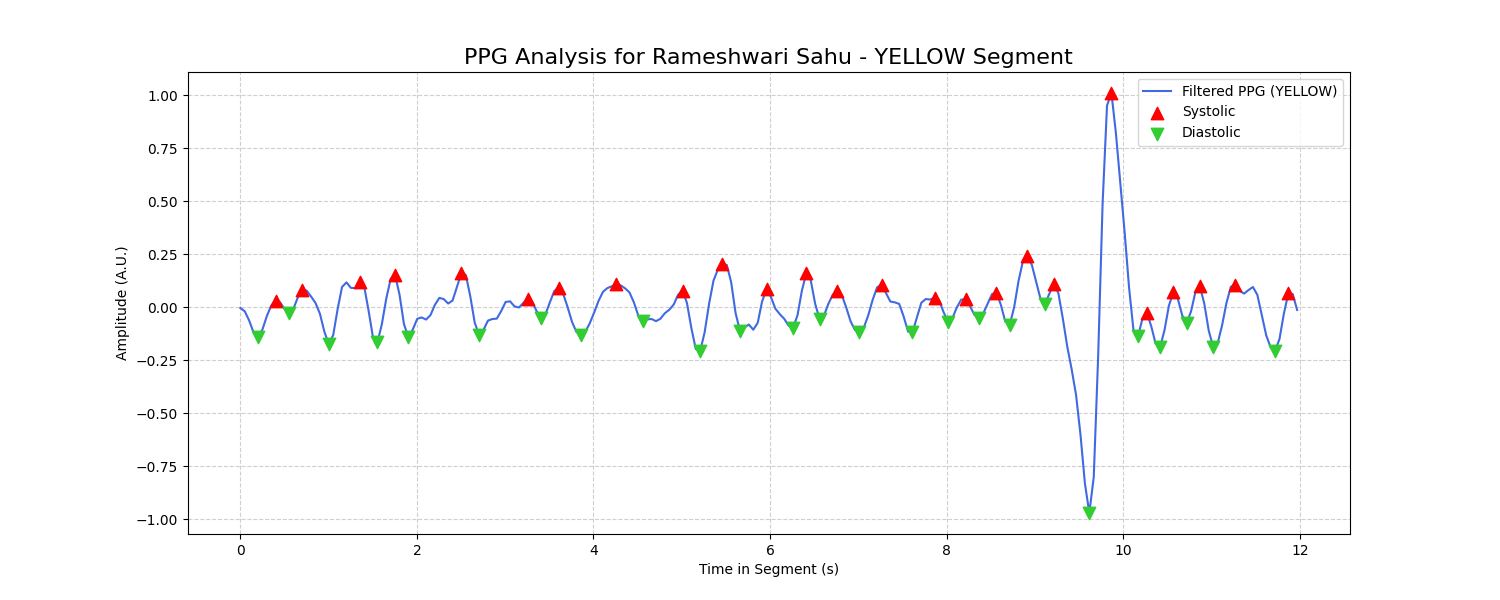 PPG Analysis for Rameshwari Sahu - YELLOW Segment
Filtered PPG (YELLOW)
Systolic
Diastolic
Amplitude (A.U.)
1.00
0.75
0.50
0.25
0.00
−0.25
−0.50
−0.75
−1.00
0 2 4 6 8 10 12
Time in Segment (s)